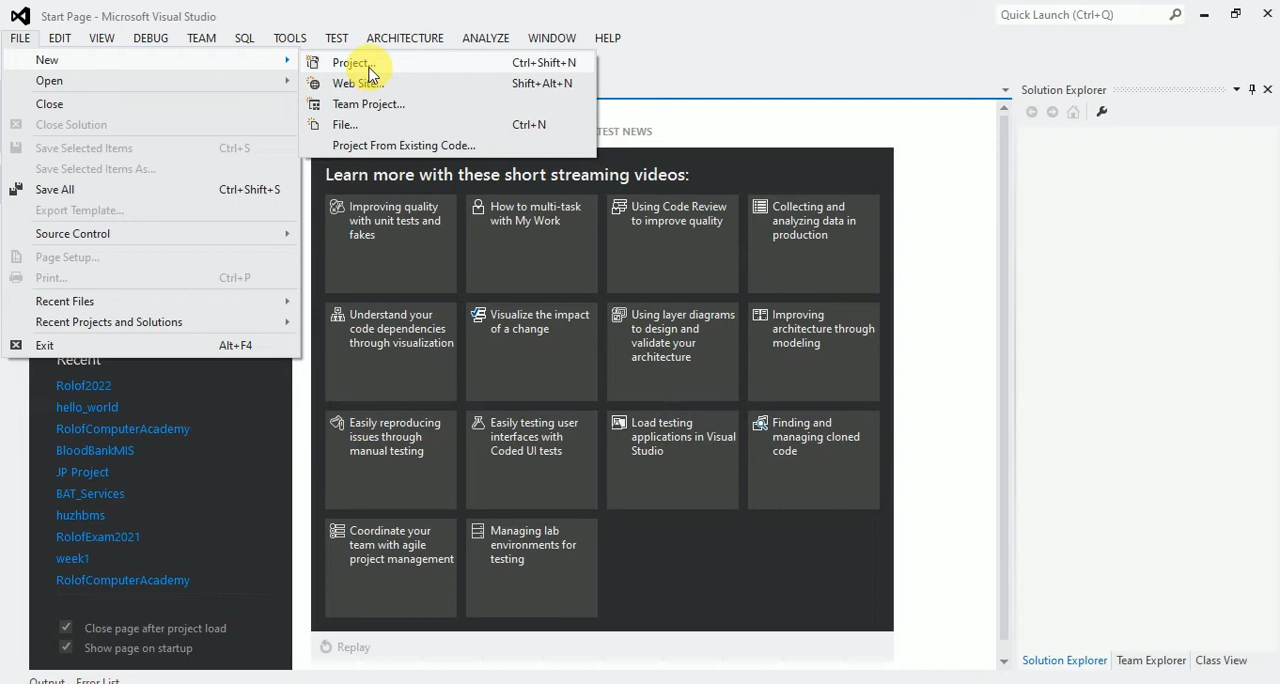 Start Page - Microsoft Visual Studio
Quick Launch (Ctrl+Q)
FILE EDIT VIEW DEBUG TEAM SQL TOOLS TEST ARCHITECTURE ANALYZE WINDOW HELP
New
Open
Close
Close Solution
Save Selected Items Ctrl+S
Save Selected Items As...
Save All Ctrl+Shift+S
Export Template...
Source Control
Page Setup...
Print... Ctrl+P
Recent Files
Recent Projects and Solutions
Exit Alt+F4
Project... Ctrl+Shift+N
Web Site... Shift+Alt+N
Team Project...
File... Ctrl+N
Project From Existing Code...
Recent
Rolof2022
hello_world
RolofComputerAcademy
BloodBankMIS
JP Project
BAT_Services
huzhbms
RolofExam2021
week1
RolofComputerAcademy
Close page after project load
Show page on startup
TEST NEWS
Learn more with these short streaming videos:
Improving quality
with unit tests and
fakes
How to multi-task
with My Work
Using Code Review
to improve quality
Collecting and
analyzing data in
production
Understand your
code dependencies
through visualization
Visualize the impact
of a change
Using layer diagrams
to design and
validate your
architecture
Improving
architecture through
modeling
Easily reproducing
issues through
manual testing
Easily testing user
interfaces with
Coded UI tests
Load testing
applications in Visual
Studio
Finding and
managing cloned
code
Coordinate your
team with agile
project management
Managing lab
environments for
testing
Replay
Solution Explorer
Solution Explorer Team Explorer Class View
Output Error List